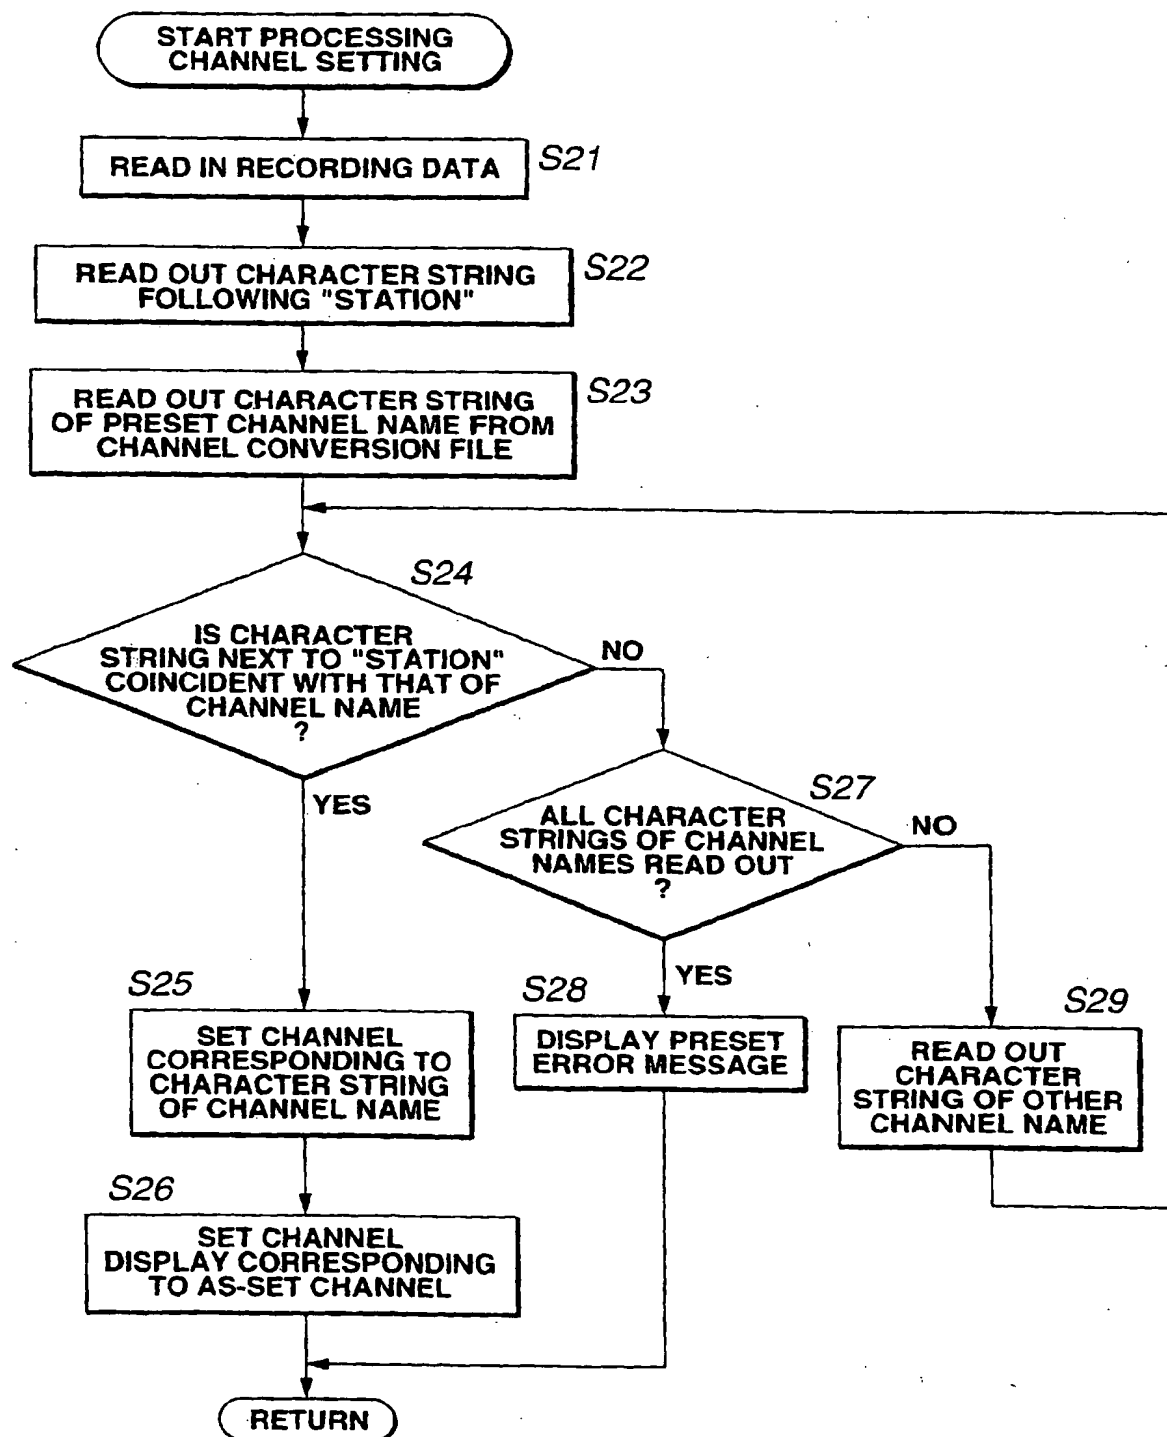 START PROCESSING
CHANNEL SETTING
READ IN RECORDING DATA
S21
READ OUT CHARACTER STRING
FOLLOWING "STATION"
S22
READ OUT CHARACTER STRING
OF PRESET CHANNEL NAME FROM
CHANNEL CONVERSION FILE
S23
S24
IS CHARACTER
STRING NEXT TO "STATION"
COINCIDENT WITH THAT OF
CHANNEL NAME
?
NO
YES
S27
ALL CHARACTER
STRINGS OF CHANNEL
NAMES READ OUT
?
NO
YES
S25
SET CHANNEL
CORRESPONDING TO
CHARACTER STRING
OF CHANNEL NAME
S28
DISPLAY PRESET
ERROR MESSAGE
S29
READ OUT
CHARACTER
STRING OF OTHER
CHANNEL NAME
S26
SET CHANNEL
DISPLAY CORRESPONDING
TO AS-SET CHANNEL
RETURN